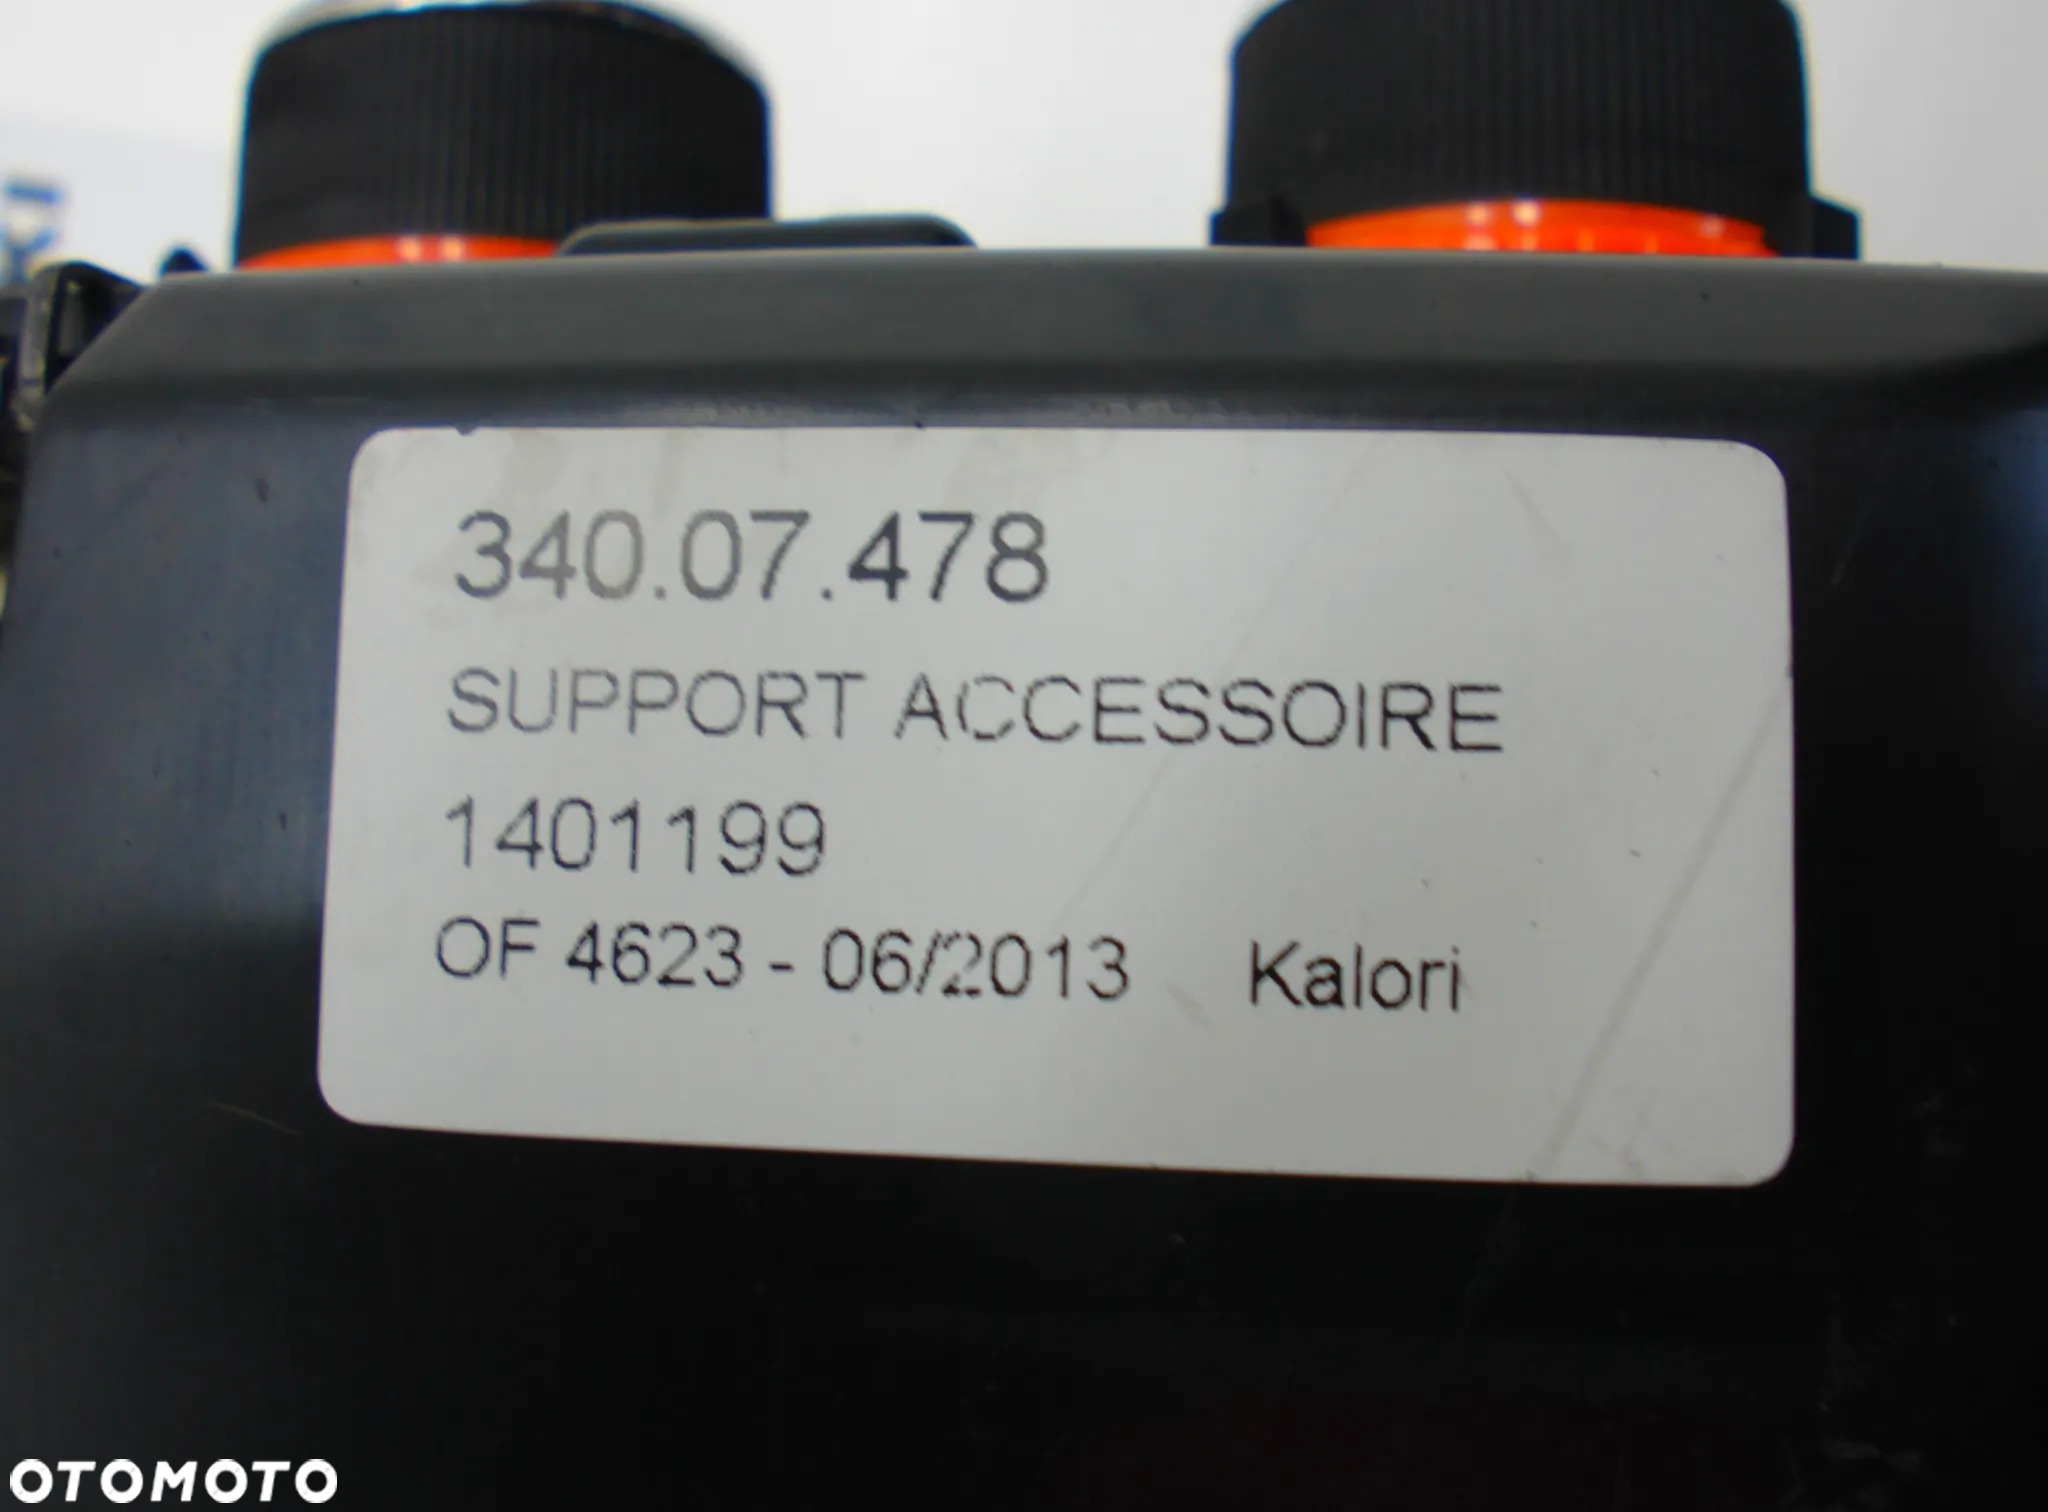 340.07.478
SUPPORT ACCESSOIRE
1401199
OF 4623 - 06/2013 Kalori
OTOMOTO